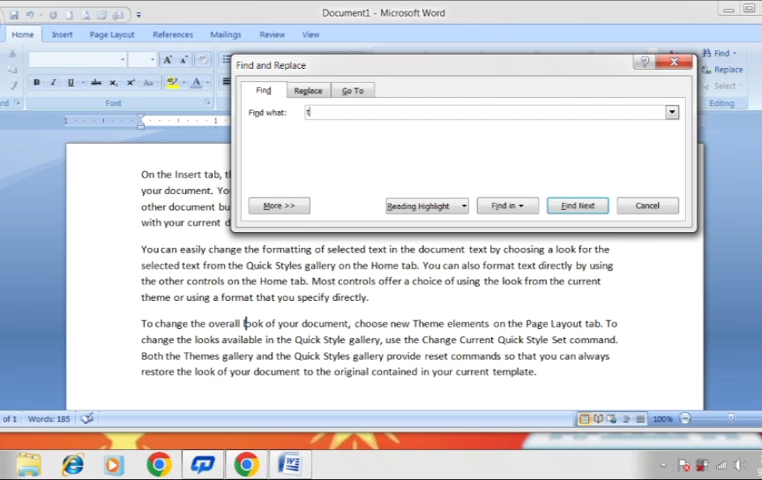 Document1 - Microsoft Word
Home Insert Page Layout References Mailings Review View
Find
Replace
Select
Font
Editing
Find and Replace
Find Replace Go To
Find what: t
More >> Reading Highlight Find in Find Next Cancel
On the Insert tab,
your document.
other document
with your current
You can easily change the formatting of selected text in the document text by choosing a look for the
selected text from the Quick Styles gallery on the Home tab. You can also format text directly by using
the other controls on the Home tab. Most controls offer a choice of using the look from the current
theme or using a format that you specify directly.
To change the overall look of your document, choose new Theme elements on the Page Layout tab. To
change the looks available in the Quick Style gallery, use the Change Current Quick Style Set command.
Both the Themes gallery and the Quick Styles gallery provide reset commands so that you can always
restore the look of your document to the original contained in your current template.
of 1 Words: 185 100%